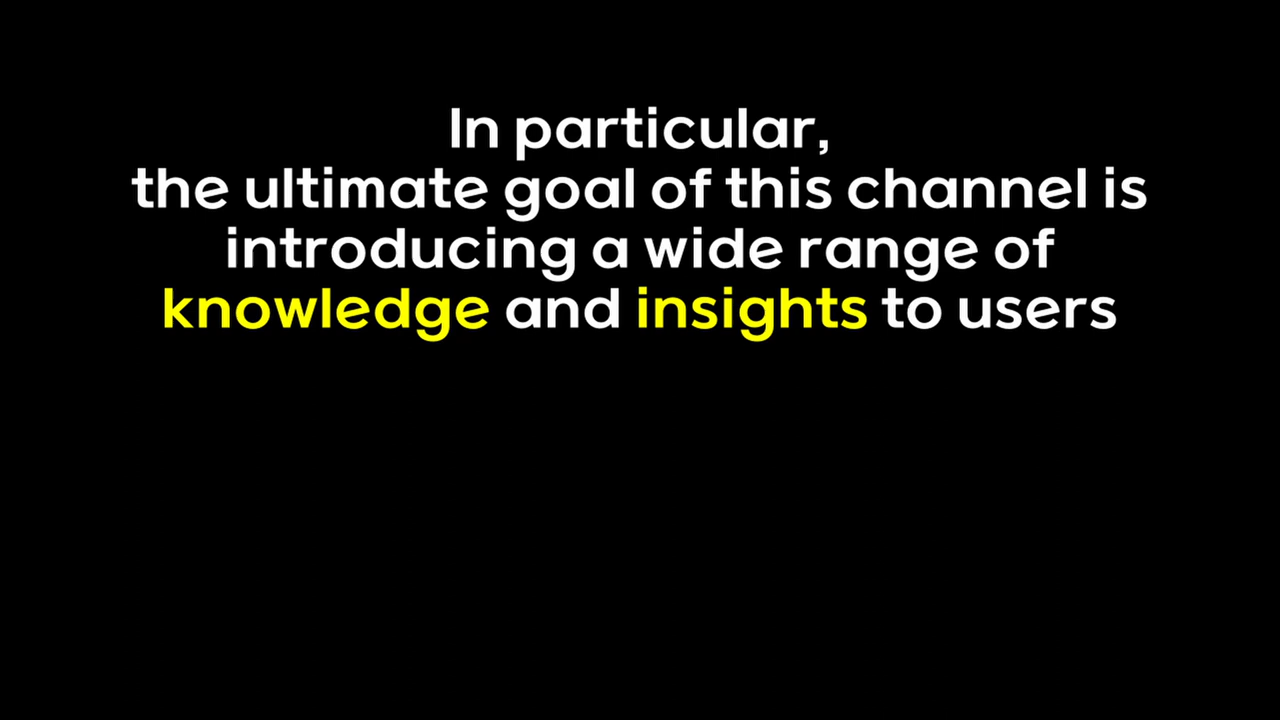 In particular,
the ultimate goal of this channel is
introducing a wide range of
knowledge and insights to users